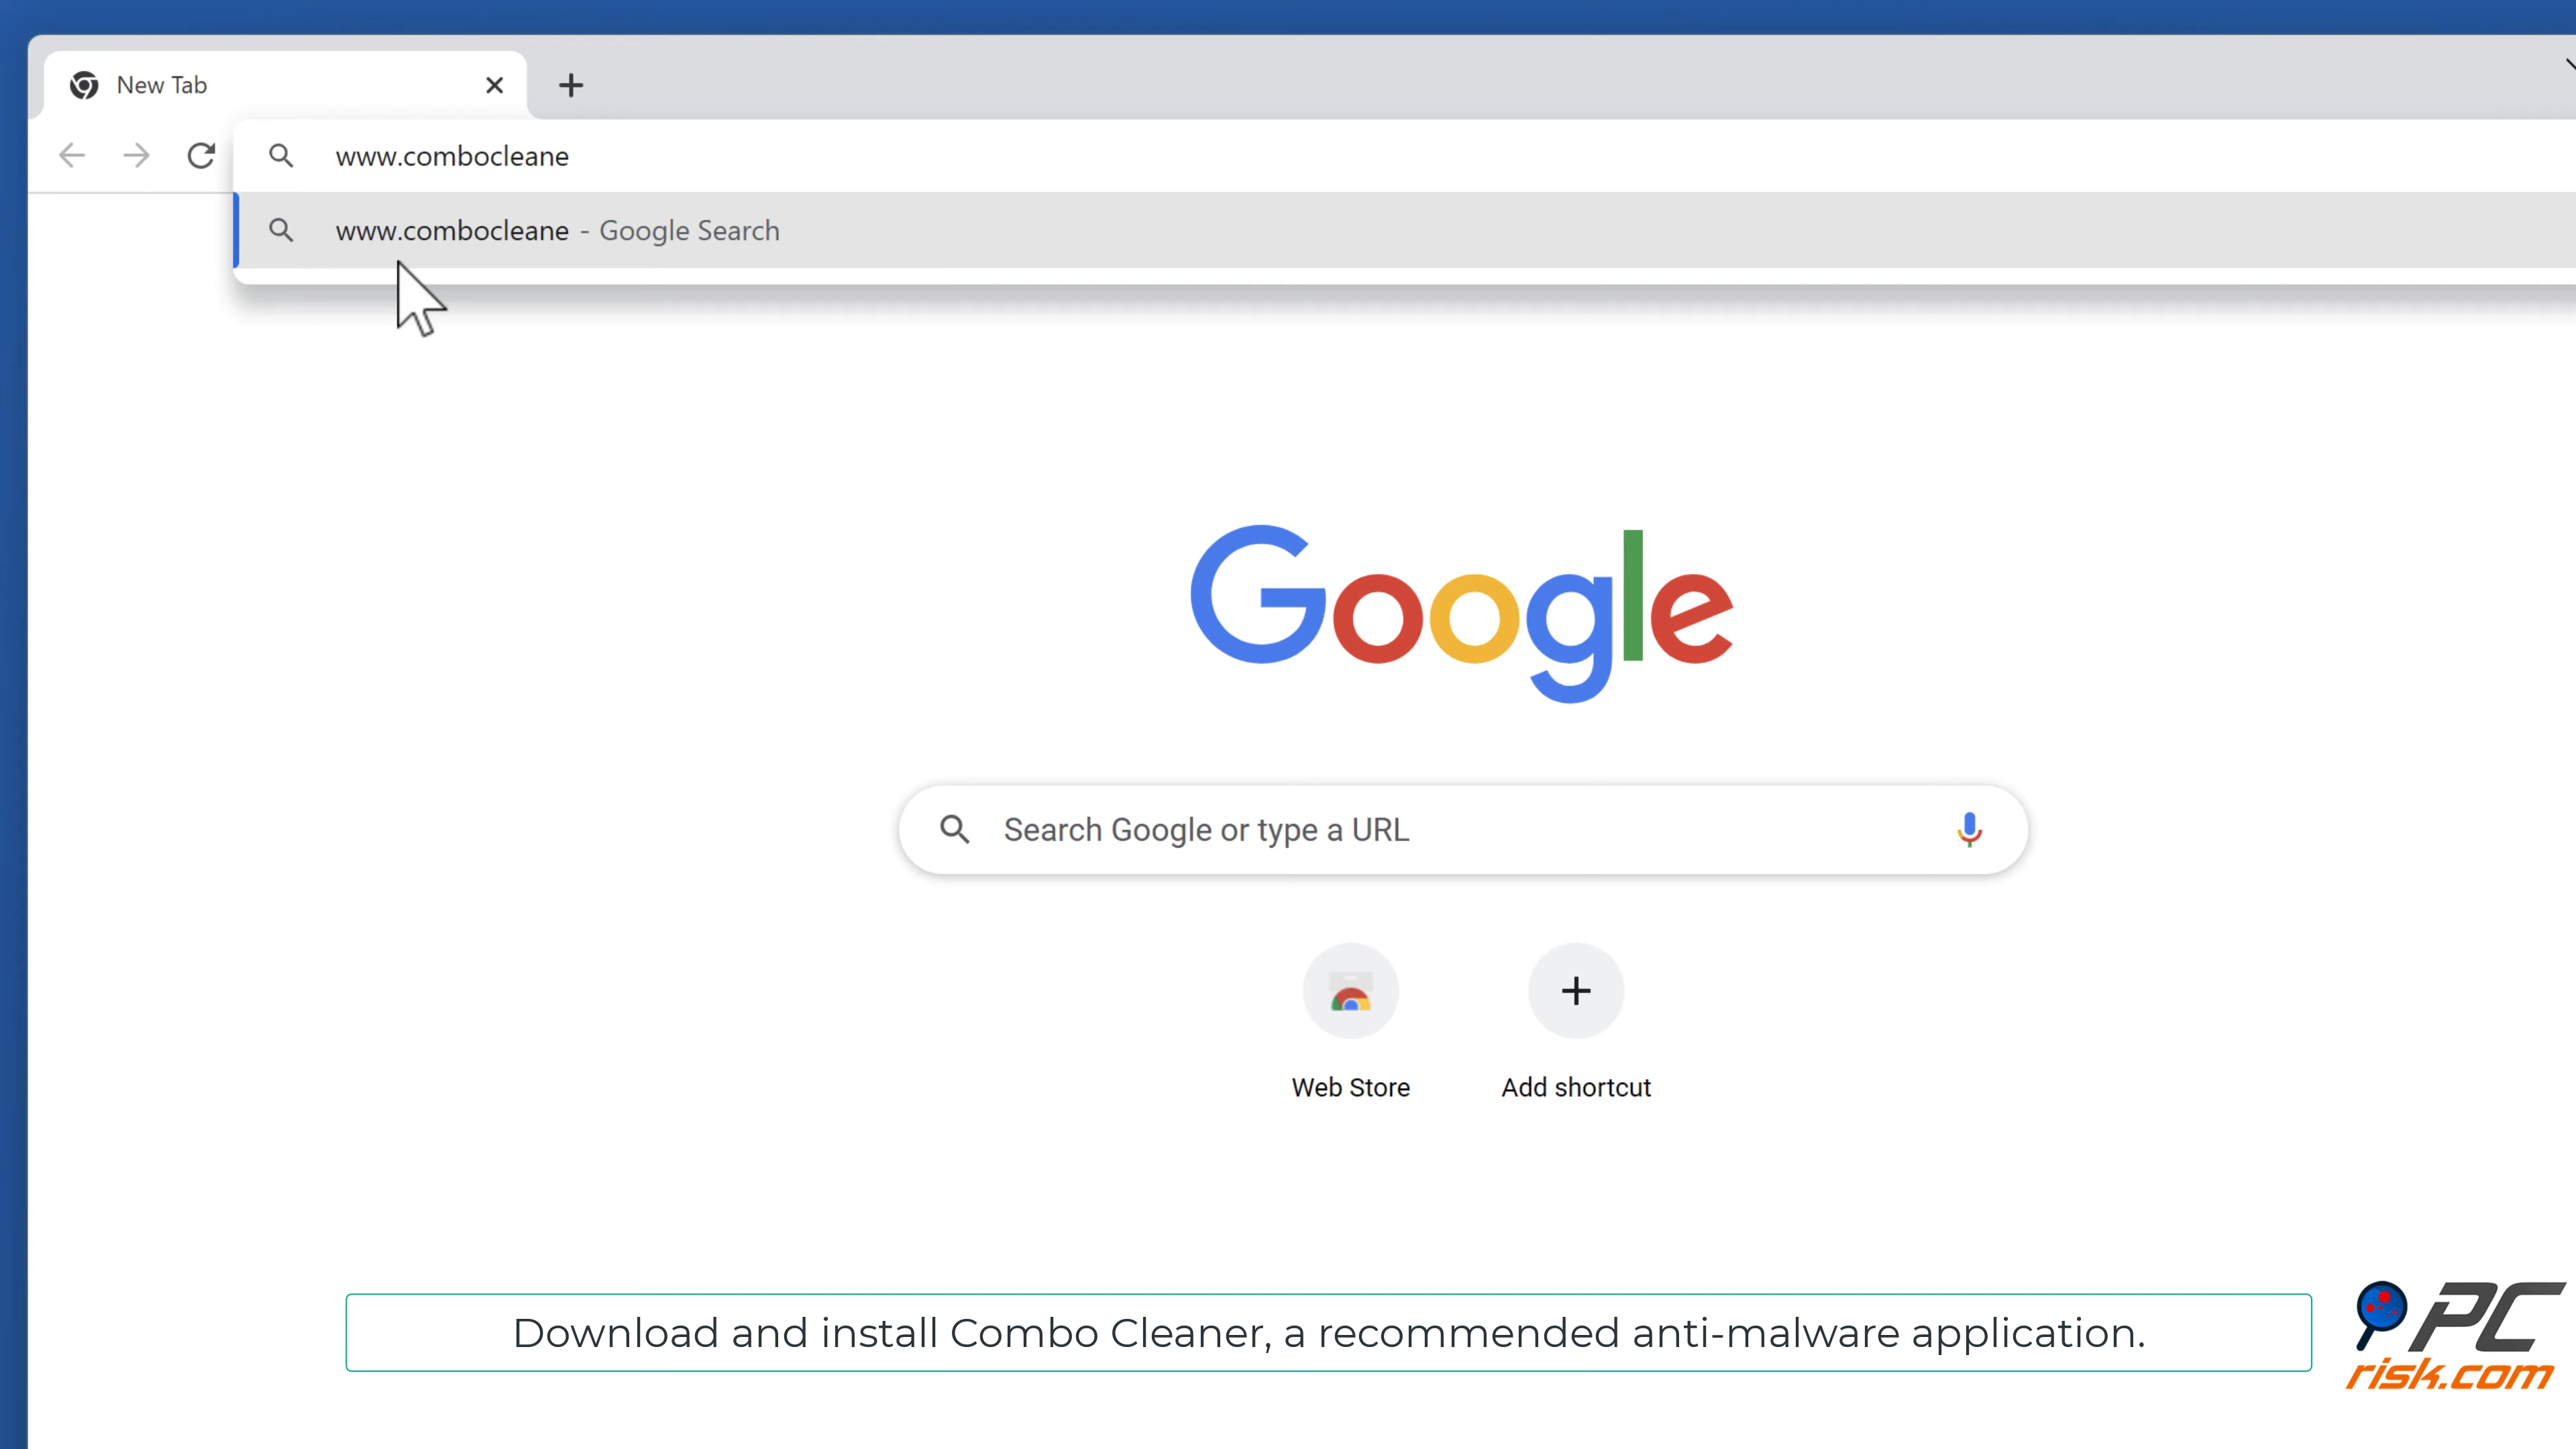 New Tab
www.combocleane
www.combocleane - Google Search
Google
Search Google or type a URL
Web Store
Add shortcut
Download and install Combo Cleaner, a recommended anti-malware application.
PC
risk.com